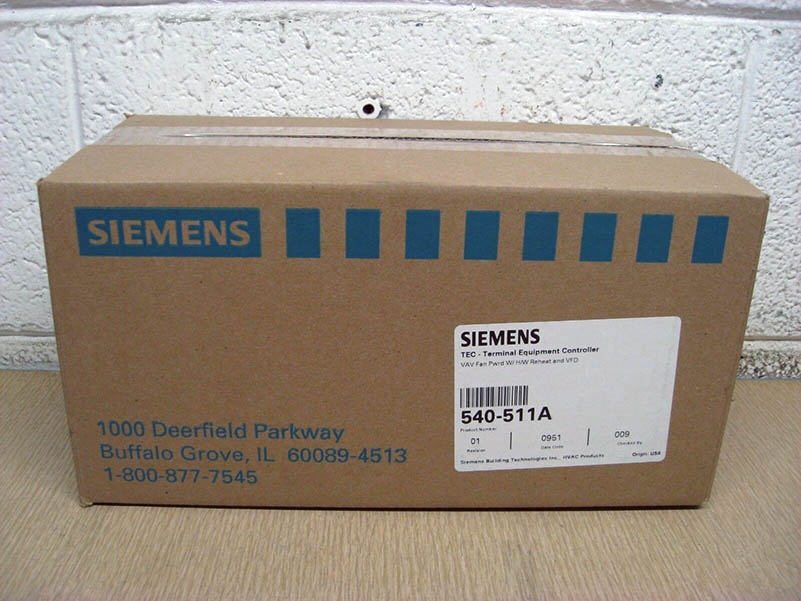 SIEMENS
SIEMENS
TEC - Terminal Equipment Controller
VAV Fan Pwrd W/ H/W Reheat and VFD
540-511A
Product Number
01 0951 009
Revision Date Code Checked By
Siemens Building Technologies Inc., HVAC Products Origin: USA
1000 Deerfield Parkway
Buffalo Grove, IL 60089-4513
1-800-877-7545